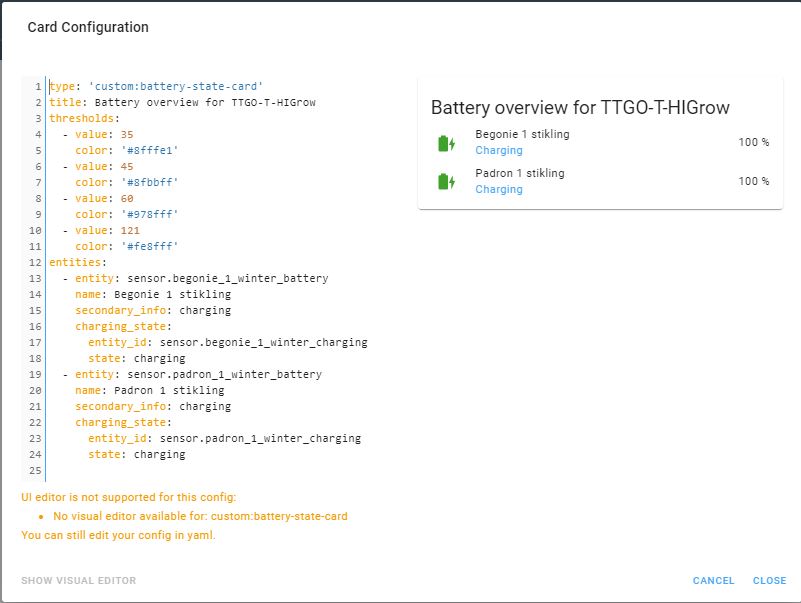 Card Configuration
1 type: 'custom:battery-state-card'
2 title: Battery overview for TTGO-T-HIGrow
3 thresholds:
4   - value: 35
5     color: '#8fffe1'
6   - value: 45
7     color: '#8fbbff'
8   - value: 60
9     color: '#978fff'
10   - value: 121
11     color: '#fe8fff'
12 entities:
13   - entity: sensor.begonie_1_winter_battery
14     name: Begonie 1 stikling
15     secondary_info: charging
16     charging_state:
17       entity_id: sensor.begonie_1_winter_charging
18       state: charging
19   - entity: sensor.padron_1_winter_battery
20     name: Padron 1 stikling
21     secondary_info: charging
22     charging_state:
23       entity_id: sensor.padron_1_winter_charging
24       state: charging
25
Battery overview for TTGO-T-HIGrow
Begonie 1 stikling
Charging
100 %
Padron 1 stikling
Charging
100 %
UI editor is not supported for this config:
• No visual editor available for: custom:battery-state-card
You can still edit your config in yaml.
SHOW VISUAL EDITOR
CANCEL
CLOSE